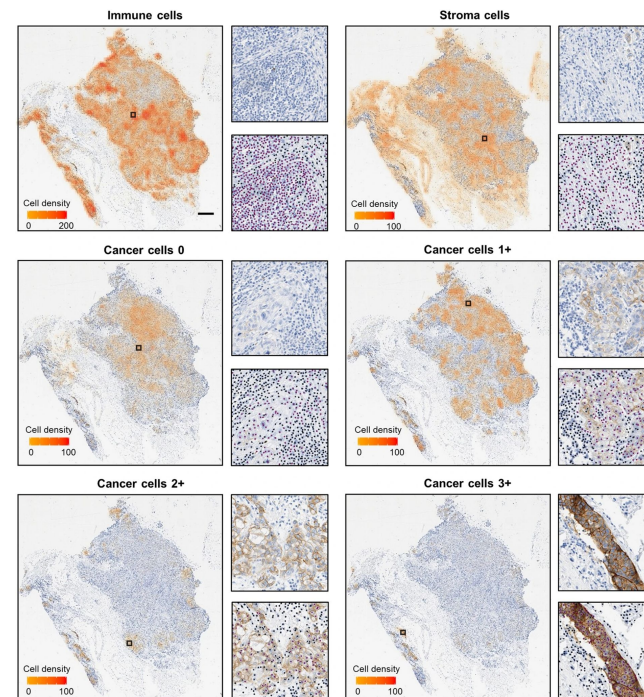 Immune cells
Stroma cells
Cell density
0 200
Cell density
0 100
Cancer cells 0
Cancer cells 1+
Cell density
0 100
Cell density
0 100
Cancer cells 2+
Cancer cells 3+
Cell density
0 100
Cell density
0 100